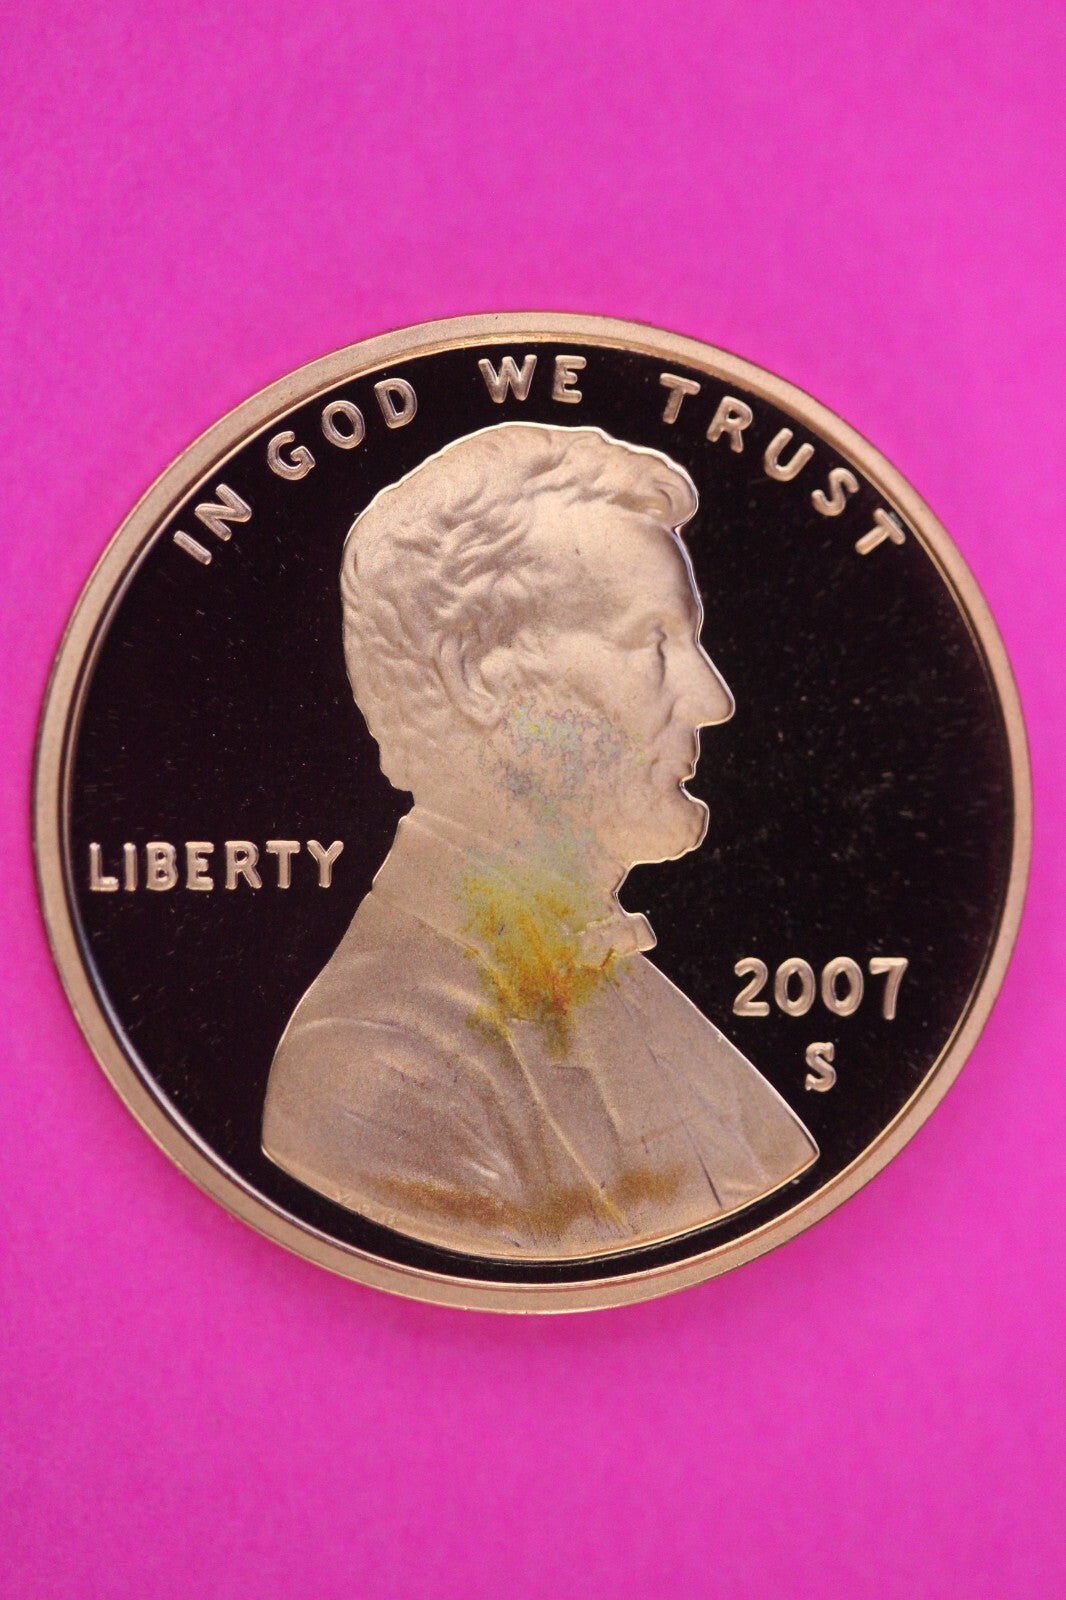 IN GOD WE TRUST
LIBERTY
2007
S